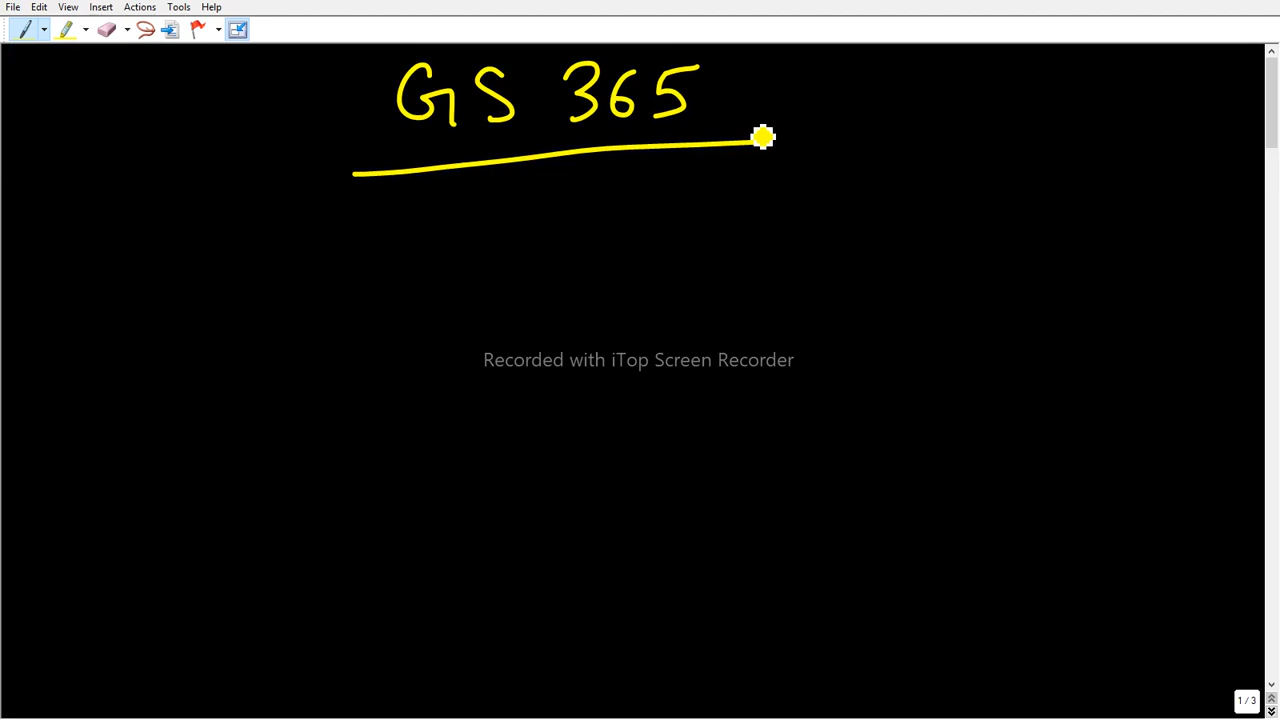 File Edit View Insert Actions Tools Help
GS 365
Recorded with iTop Screen Recorder
1 / 3